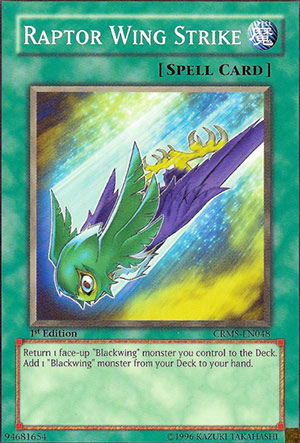 RAPTOR WING STRIKE 魔
[SPELL CARD]
1st Edition
CRMS-EN048
Return 1 face-up "Blackwing" monster you control to the Deck.
Add 1 "Blackwing" monster from your Deck to your hand.
94681654
©1996 KAZUKI TAKAHASHI